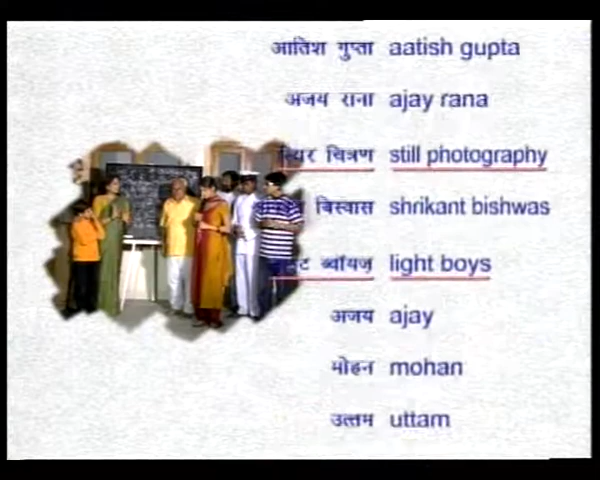 आतिश गुप्ता aatish gupta
अजय राना ajay rana
स्थिर चित्रण still photography
बिस्वास shrikant bishwas
ब्वॉयज़ light boys
अजय ajay
मोहन mohan
उत्तम uttam